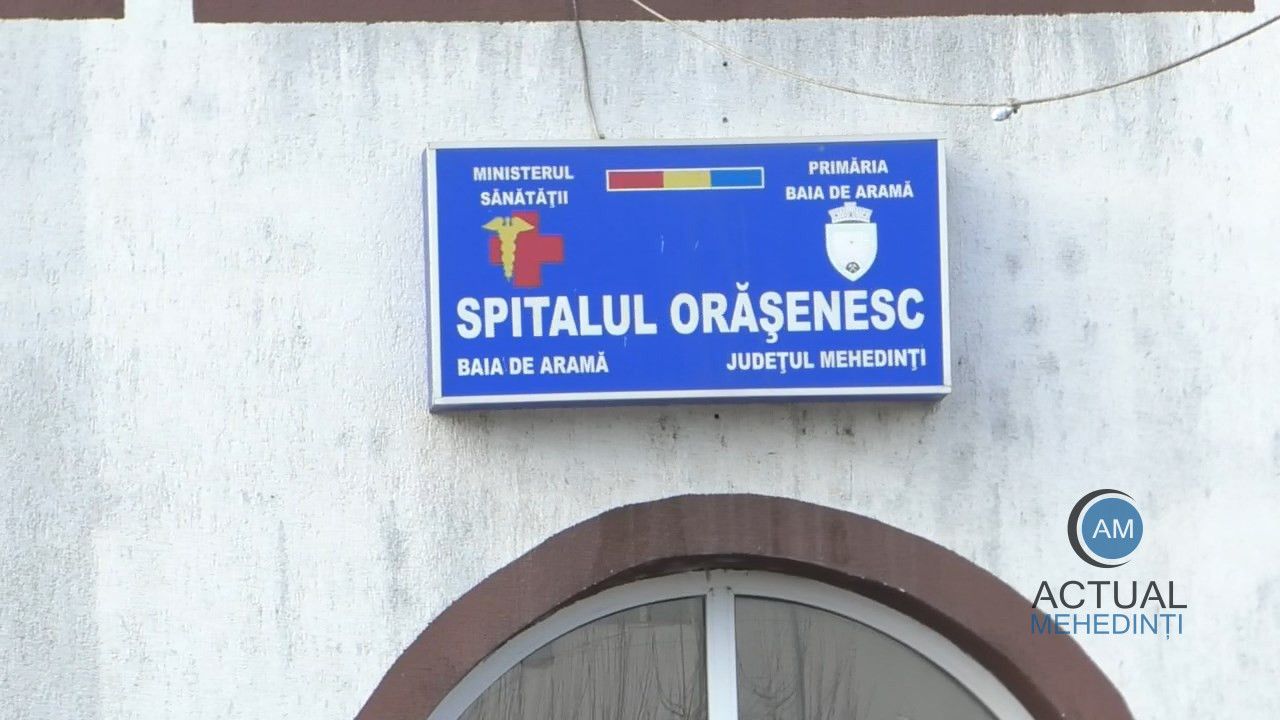 MINISTERUL
SĂNĂTĂŢII
PRIMĂRIA
BAIA DE ARAMĂ
SPITALUL ORĂŞENESC
BAIA DE ARAMĂ
JUDEŢUL MEHEDINŢI
AM
ACTUAL
MEHEDINȚI